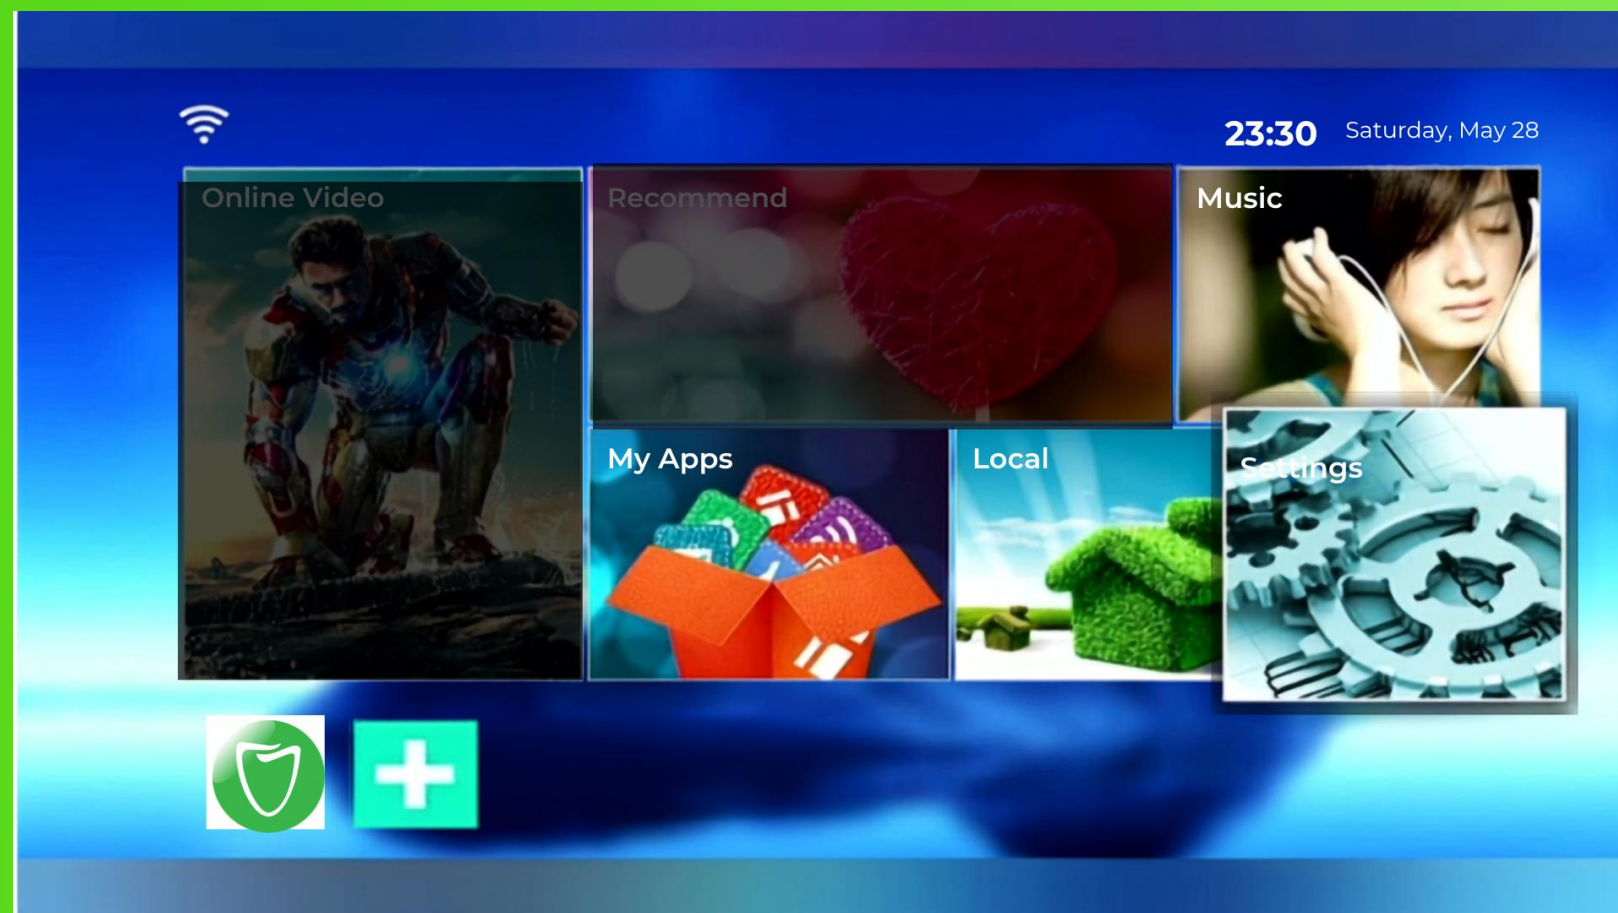 23:30 Saturday, May 28
Online Video
Recommend
Music
My Apps
Local
Settings